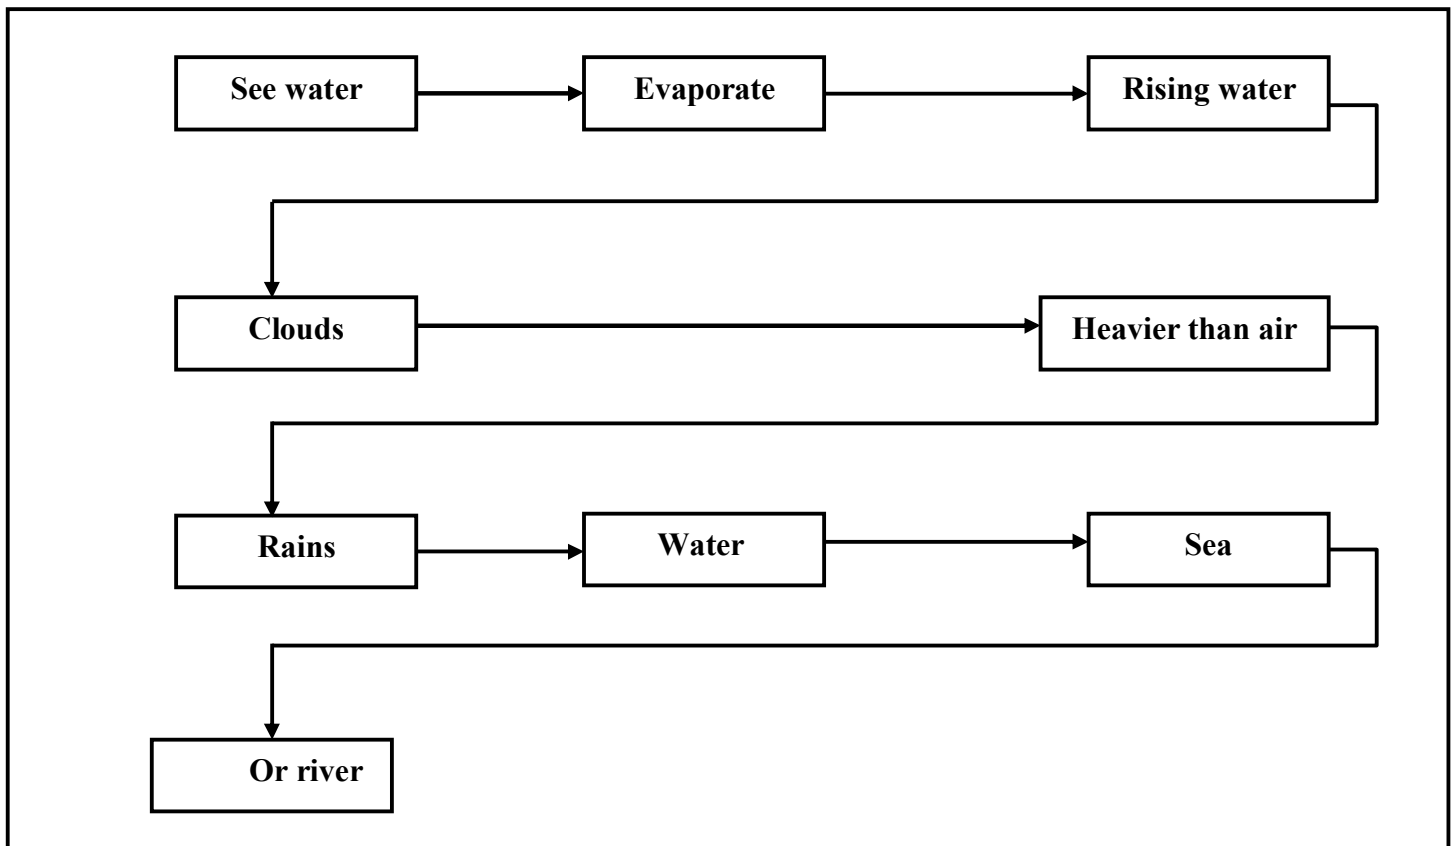 See water
Evaporate
Rising water
Clouds
Heavier than air
Rains
Water
Sea
Or river